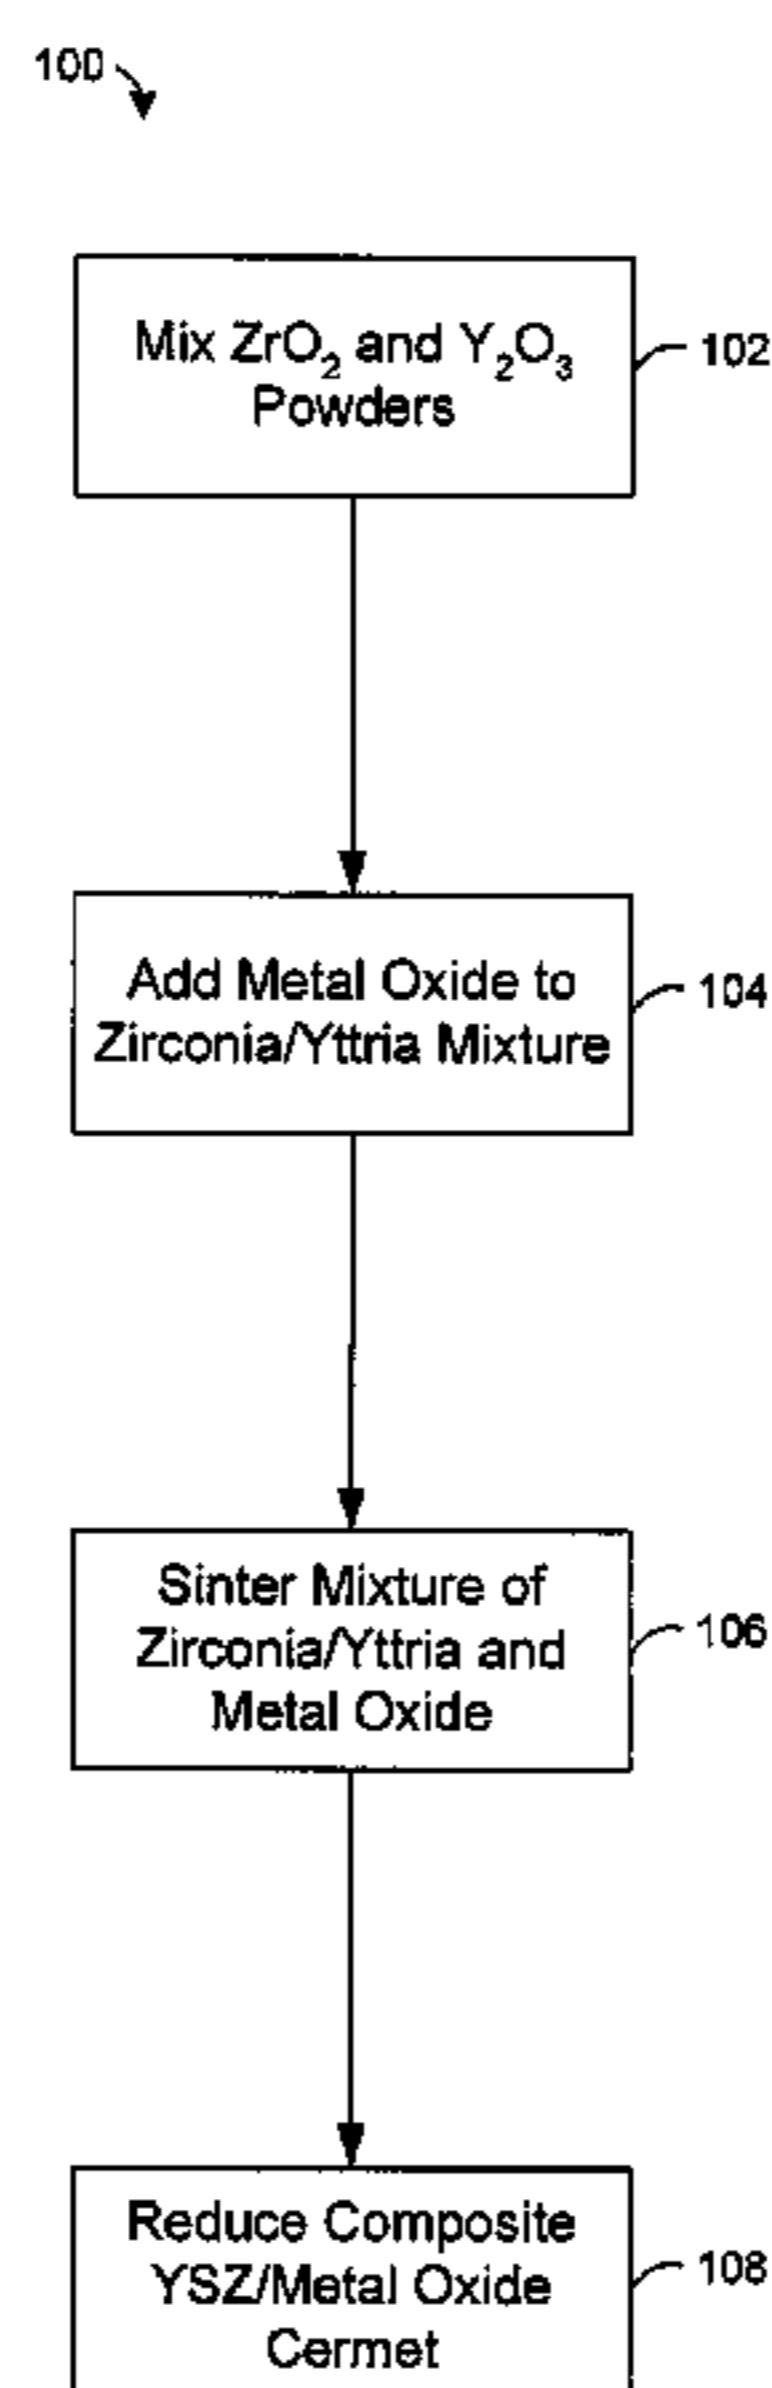 100
Mix ZrO₂ and Y₂O₃
Powders
102
Add Metal Oxide to
Zirconia/Yttria Mixture
104
Sinter Mixture of
Zirconia/Yttria and
Metal Oxide
106
Reduce Composite
YSZ/Metal Oxide
Cermet
108